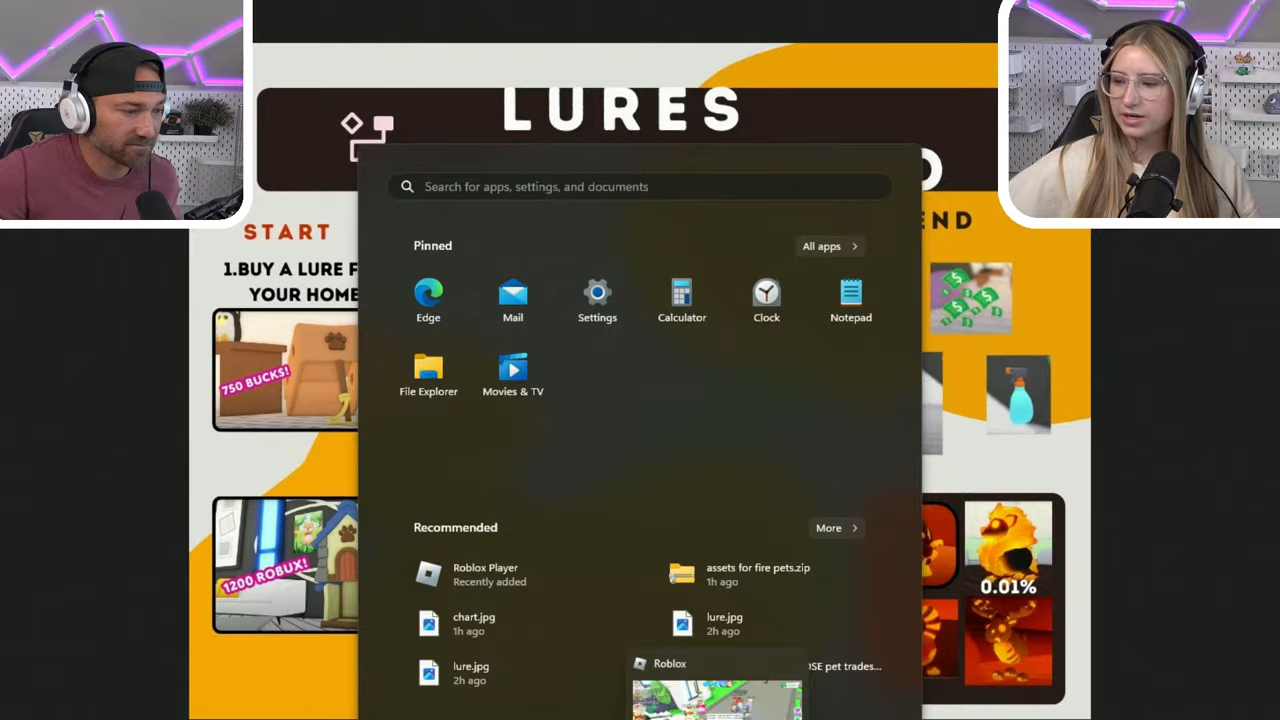 LURES
O
START
END
1.BUY A LURE F
YOUR HOME
750 BUCKS!
1200 ROBUX!
0.01%
Search for apps, settings, and documents
Pinned
All apps
Edge
Mail
Settings
Calculator
Clock
Notepad
File Explorer
Movies & TV
Recommended
More
Roblox Player
Recently added
assets for fire pets.zip
1h ago
chart.jpg
1h ago
lure.jpg
2h ago
lure.jpg
2h ago
Roblox
OSE pet trades...